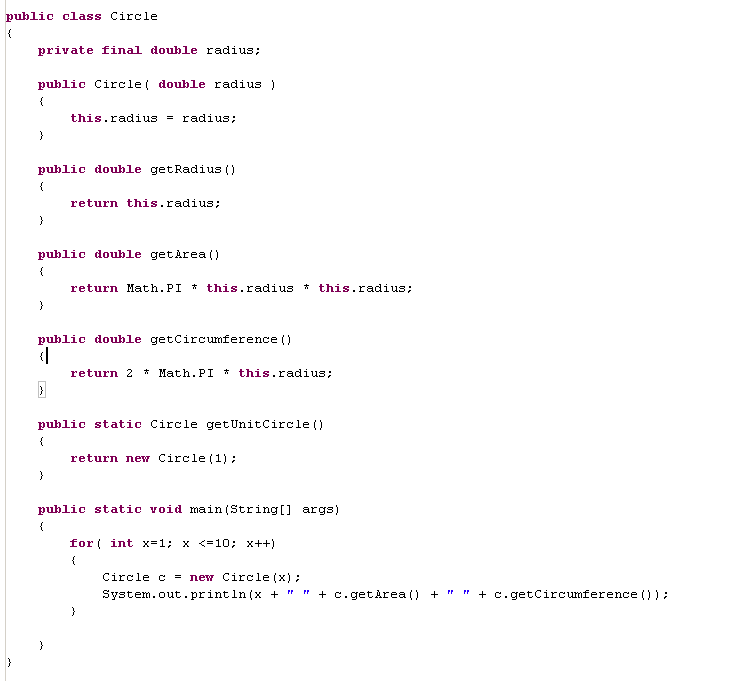 public class Circle
{
    private final double radius;

    public Circle( double radius )
    {
        this.radius = radius;
    }

    public double getRadius()
    {
        return this.radius;
    }

    public double getArea()
    {
        return Math.PI * this.radius * this.radius;
    }

    public double getCircumference()
    {
        return 2 * Math.PI * this.radius;
    }

    public static Circle getUnitCircle()
    {
        return new Circle(1);
    }

    public static void main(String[] args)
    {
        for( int x=1; x <=10; x++)
        {
            Circle c = new Circle(x);
            System.out.println(x + " " + c.getArea() + " " + c.getCircumference());
        }

    }
}